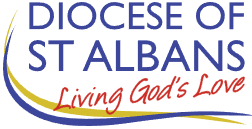 DIOCESE OF
ST ALBANS
Living God's Love